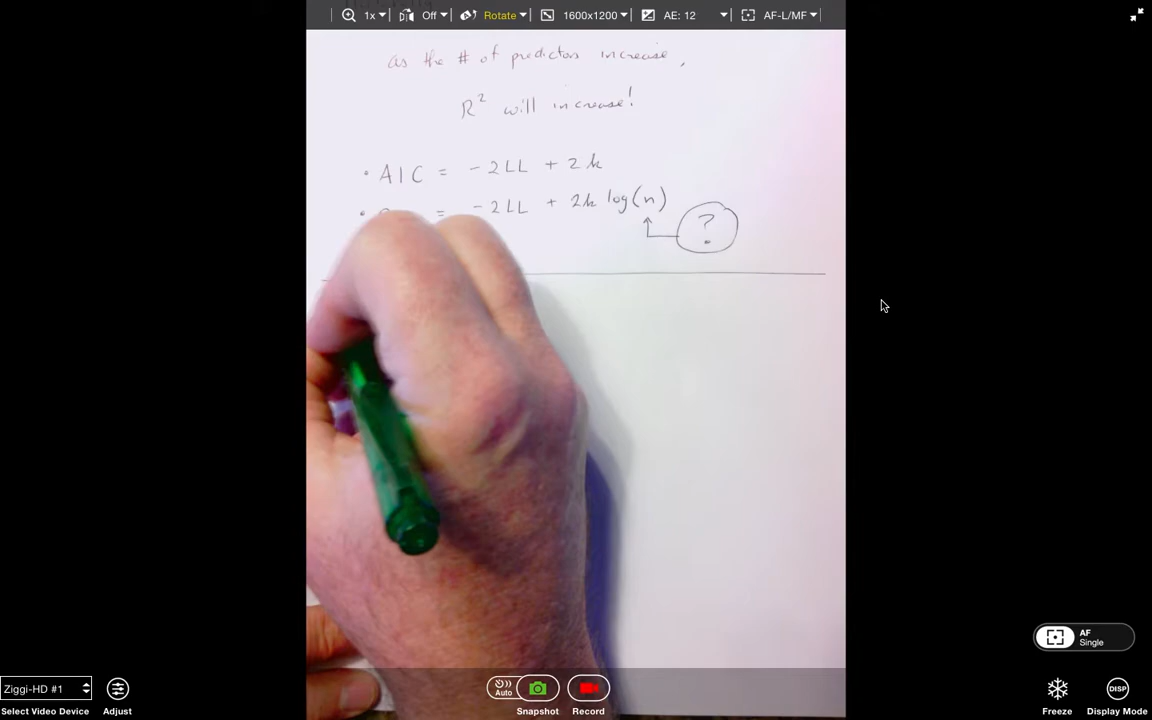 1x Off Rotate 1600x1200 AE: 12 AF-L/MF
as the # of predictors increase,
R² will increase!
• AIC = -2LL + 2k
• = -2LL + 2k log(n)
?
AF
Single
Ziggi-HD #1
Auto
Select Video Device Adjust Snapshot Record Freeze Display Mode
DISP